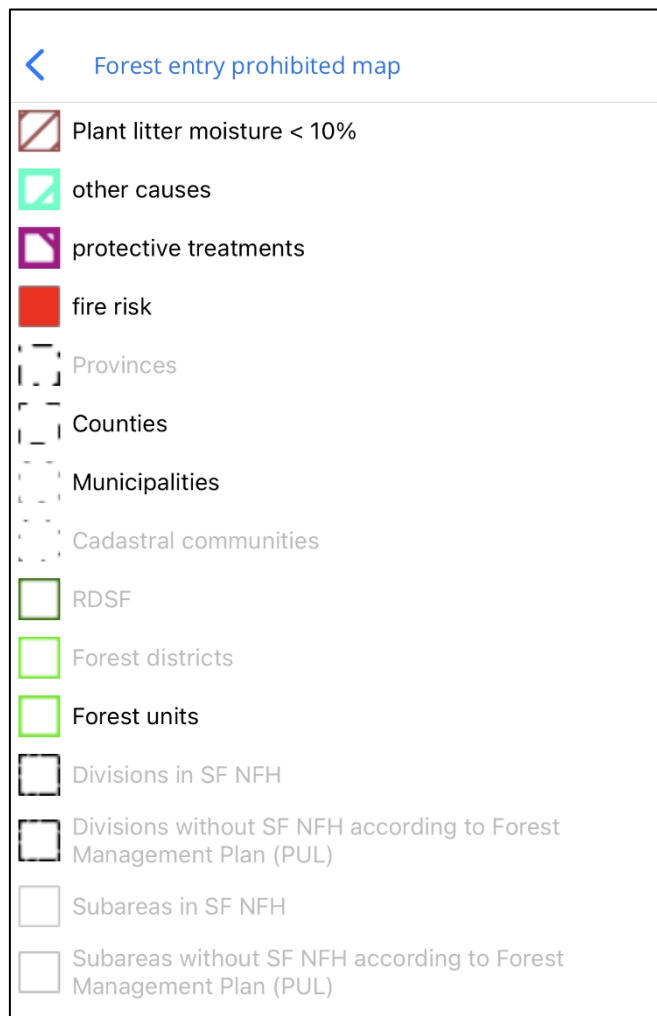 Forest entry prohibited map
Plant litter moisture < 10%
other causes
protective treatments
fire risk
Provinces
Counties
Municipalities
Cadastral communities
RDSF
Forest districts
Forest units
Divisions in SF NFH
Divisions without SF NFH according to Forest
Management Plan (PUL)
Subareas in SF NFH
Subareas without SF NFH according to Forest
Management Plan (PUL)